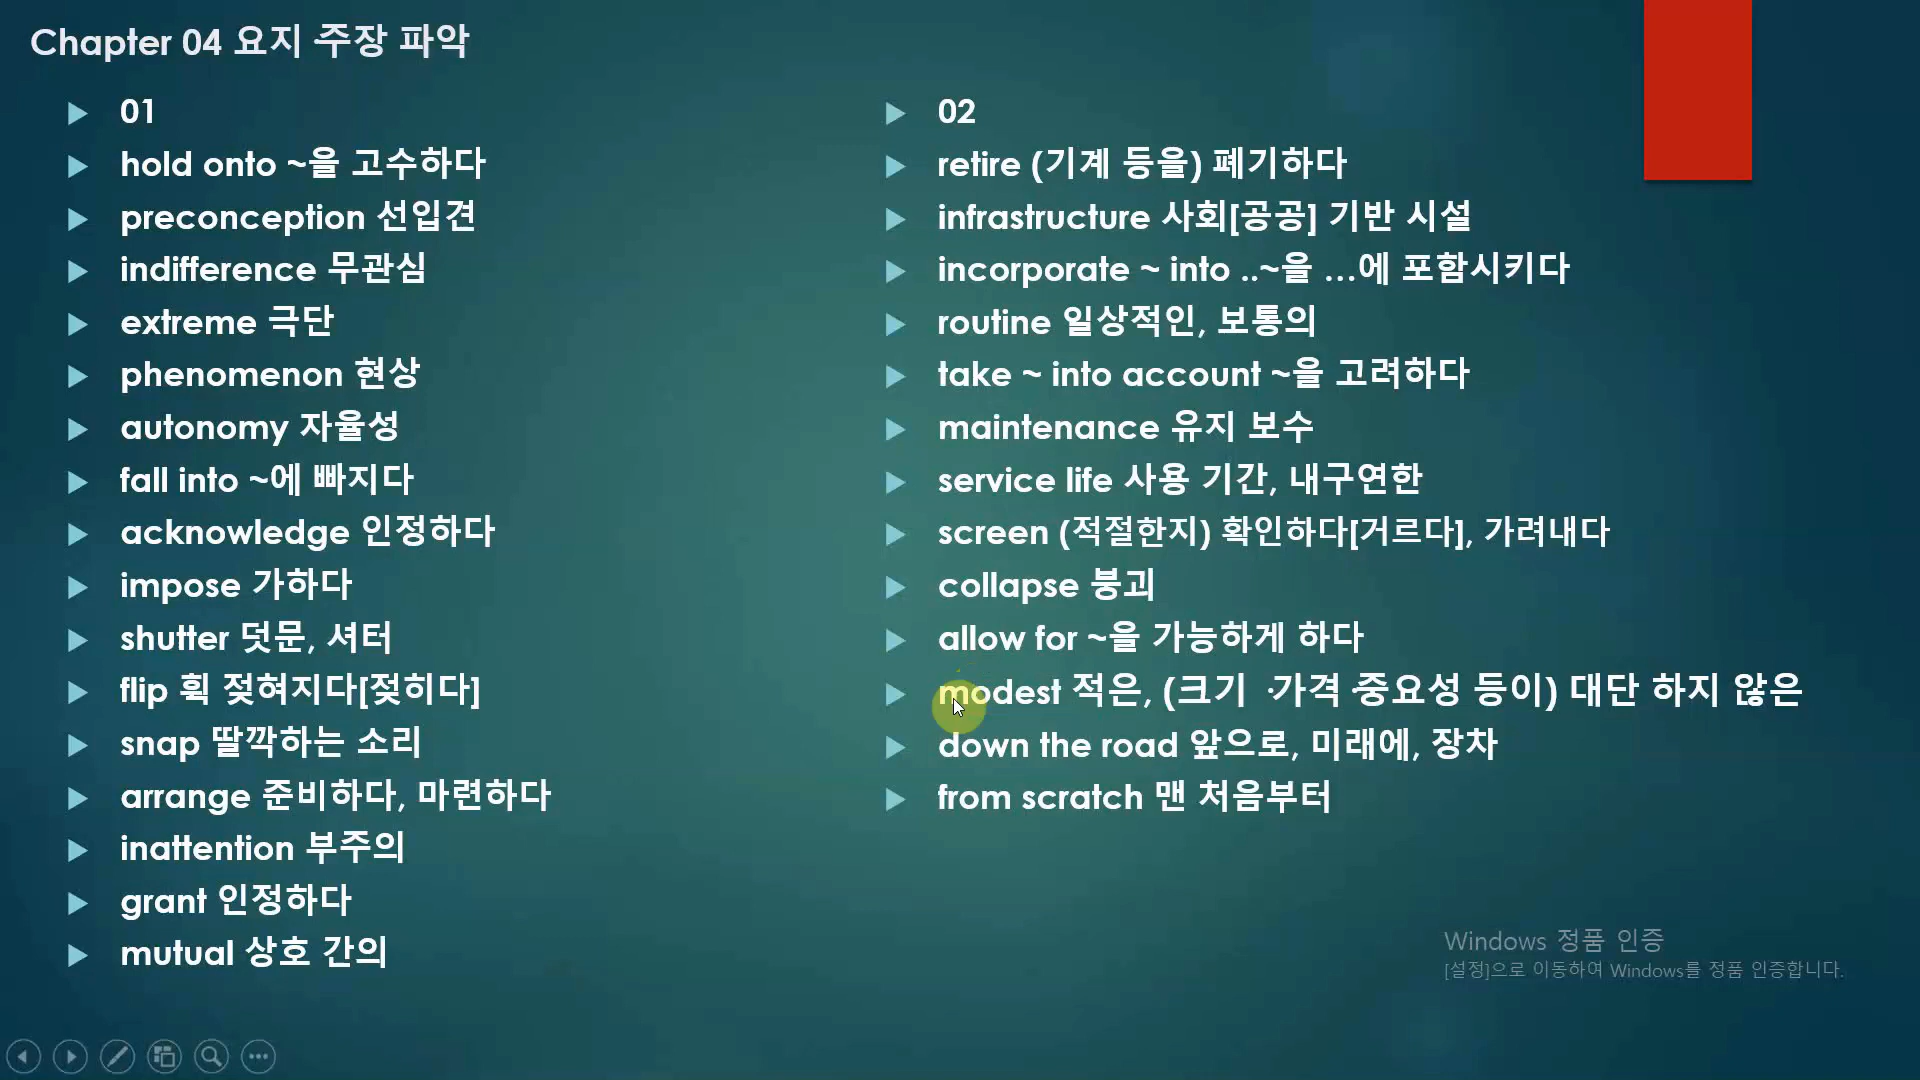 Chapter 04 요지·주장 파악
01
hold onto ~을 고수하다
preconception 선입견
indifference 무관심
extreme 극단
phenomenon 현상
autonomy 자율성
fall into ~에 빠지다
acknowledge 인정하다
impose 가하다
shutter 덧문, 셔터
flip 휙 젖혀지다[젖히다]
snap 딸깍하는 소리
arrange 준비하다, 마련하다
inattention 부주의
grant 인정하다
mutual 상호 간의
02
retire (기계 등을) 폐기하다
infrastructure 사회[공공] 기반 시설
incorporate ~ into ..~을 …에 포함시키다
routine 일상적인, 보통의
take ~ into account ~을 고려하다
maintenance 유지 보수
service life 사용 기간, 내구연한
screen (적절한지) 확인하다[거르다], 가려내다
collapse 붕괴
allow for ~을 가능하게 하다
modest 적은, (크기 ·가격·중요성 등이) 대단 하지 않은
down the road 앞으로, 미래에, 장차
from scratch 맨 처음부터
Windows 정품 인증
[설정]으로 이동하여 Windows를 정품 인증합니다.